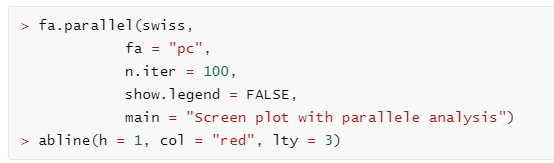 > fa.parallel(swiss,
fa = "pc",
n.iter = 100,
show.legend = FALSE,
main = "Screen plot with parallele analysis")
> abline(h = 1, col = "red", lty = 3)